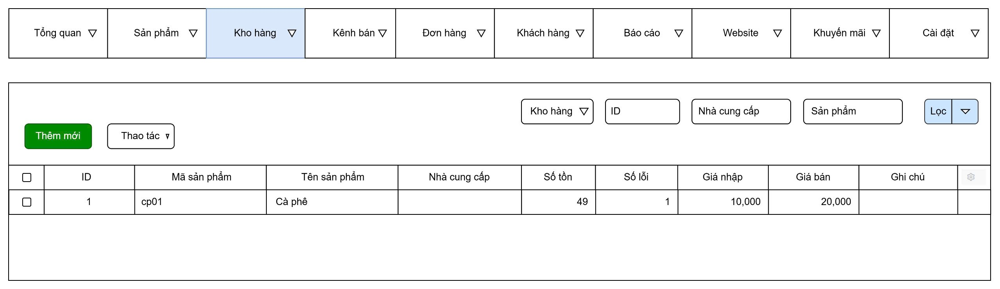 Tổng quan Sản phẩm Kho hàng Kênh bán Đơn hàng Khách hàng Báo cáo Website Khuyến mãi Cài đặt
Kho hàng ID Nhà cung cấp Sản phẩm Lọc
Thêm mới Thao tác
ID Mã sản phẩm Tên sản phẩm Nhà cung cấp Số tồn Số lỗi Giá nhập Giá bán Ghi chú
1 cp01 Cà phê 49 1 10,000 20,000